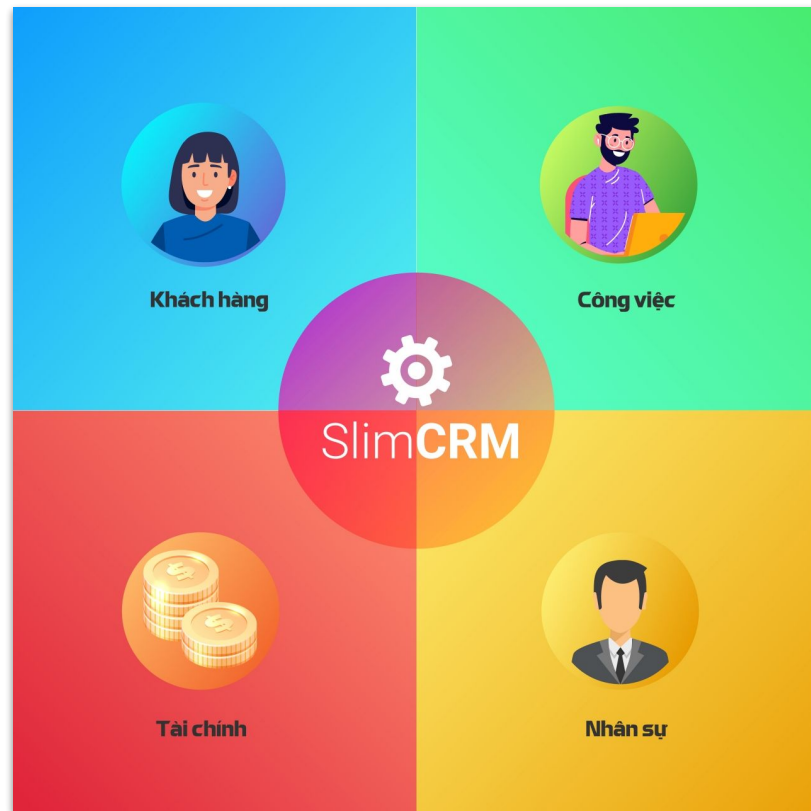 Khách hàng
Công việc
SlimCRM
Tài chính
Nhân sự